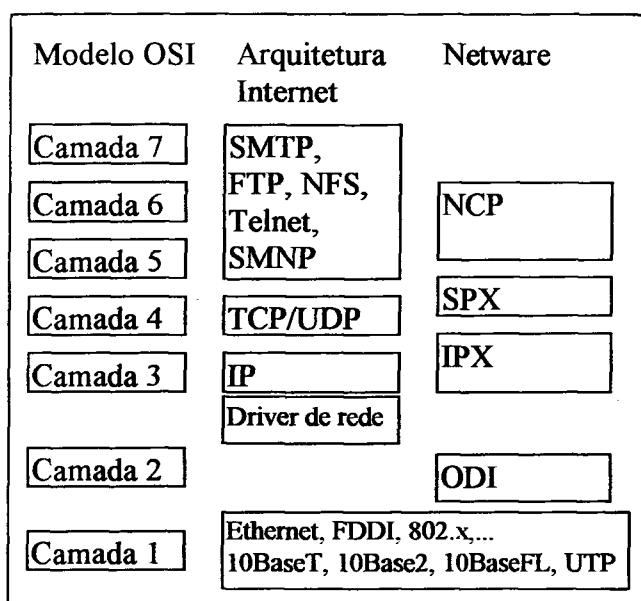 Modelo OSI
Arquitetura
Internet
Netware
Camada 7
Camada 6
Camada 5
Camada 4
Camada 3
Camada 2
Camada 1
SMTP,
FTP, NFS,
Telnet,
SMNP
TCP/UDP
IP
Driver de rede
NCP
SPX
IPX
ODI
Ethernet, FDDI, 802.x,...
10BaseT, 10Base2, 10BaseFL, UTP